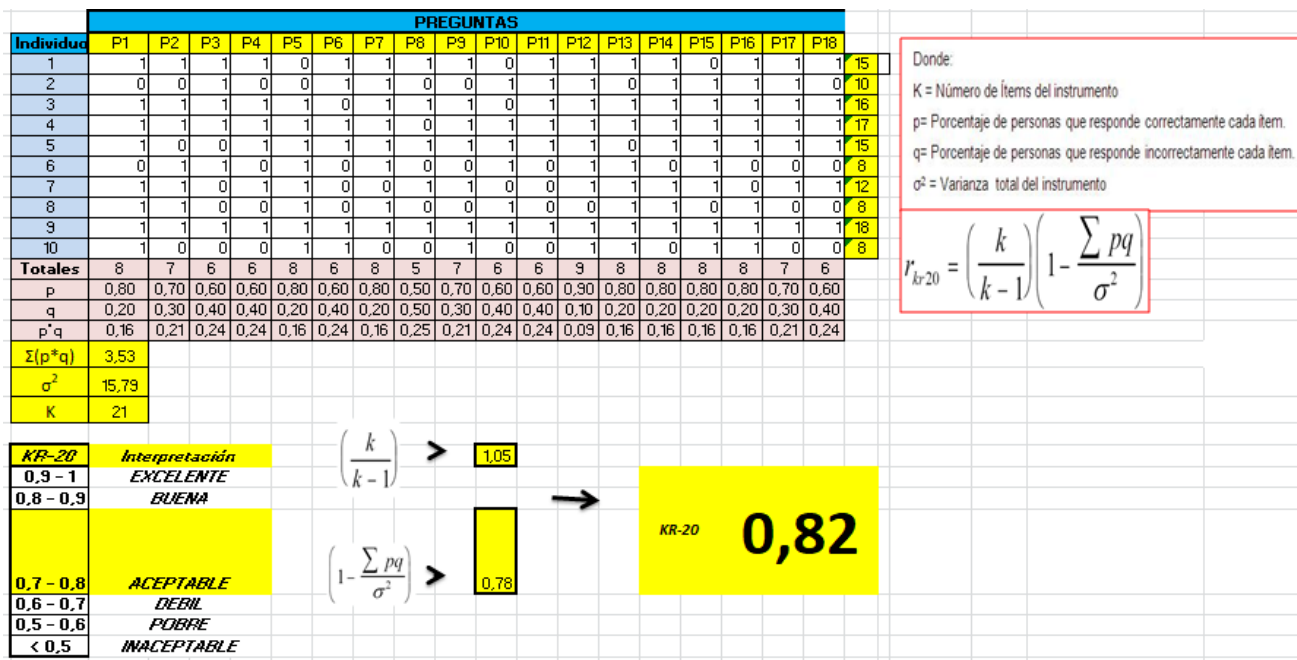 PREGUNTAS
Individuo P1 P2 P3 P4 P5 P6 P7 P8 P9 P10 P11 P12 P13 P14 P15 P16 P17 P18
1 1 1 1 1 0 1 1 1 1 0 1 1 1 1 0 1 1 1 15
2 0 0 1 0 0 1 1 0 0 1 1 1 0 1 1 1 1 0 10
3 1 1 1 1 1 0 1 1 1 0 1 1 1 1 1 1 1 1 16
4 1 1 1 1 1 1 1 0 1 1 1 1 1 1 1 1 1 1 17
5 1 0 0 1 1 1 1 1 1 1 1 1 0 1 1 1 1 1 15
6 0 1 1 0 1 0 1 0 0 1 0 1 1 0 1 0 0 0 8
7 1 1 0 1 1 0 0 1 1 0 0 1 1 1 1 0 1 1 12
8 1 1 0 0 1 0 1 0 0 1 0 0 1 1 0 1 0 0 8
9 1 1 1 1 1 1 1 1 1 1 1 1 1 1 1 1 1 1 18
10 1 0 0 0 1 1 0 0 1 0 0 1 1 0 1 1 0 0 8
Totales 8 7 6 6 8 6 8 5 7 6 6 9 8 8 8 8 7 6
p 0,80 0,70 0,60 0,60 0,80 0,60 0,80 0,50 0,70 0,60 0,60 0,90 0,80 0,80 0,80 0,80 0,70 0,60
q 0,20 0,30 0,40 0,40 0,20 0,40 0,20 0,50 0,30 0,40 0,40 0,10 0,20 0,20 0,20 0,20 0,30 0,40
p*q 0,16 0,21 0,24 0,24 0,16 0,24 0,16 0,25 0,21 0,24 0,24 0,09 0,16 0,16 0,16 0,16 0,21 0,24
Σ(p*q) 3,53
σ² 15,79
K 21
Donde:
K = Número de Ítems del instrumento
p= Porcentaje de personas que responde correctamente cada ítem.
q= Porcentaje de personas que responde incorrectamente cada ítem.
σ² = Varianza total del instrumento
r_kr20 = (k / (k − 1)) (1 − ∑ pq / σ²)
KR-20 Interpretación
0,9 - 1 EXCELENTE
0,8 - 0,9 BUENA
0,7 - 0,8 ACEPTABLE
0,6 - 0,7 DEBIL
0,5 - 0,6 POBRE
< 0,5 INACEPTABLE
(k / (k − 1)) > 1,05
(1 − ∑ pq / σ²) > 0,78
KR-20 0,82